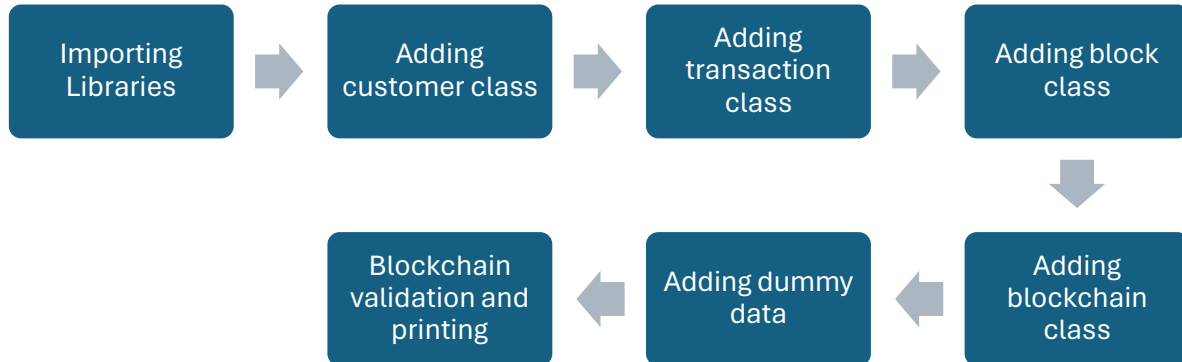 Importing
Libraries
Adding
customer class
Adding
transaction
class
Adding block
class
Adding
blockchain
class
Adding dummy
data
Blockchain
validation and
printing